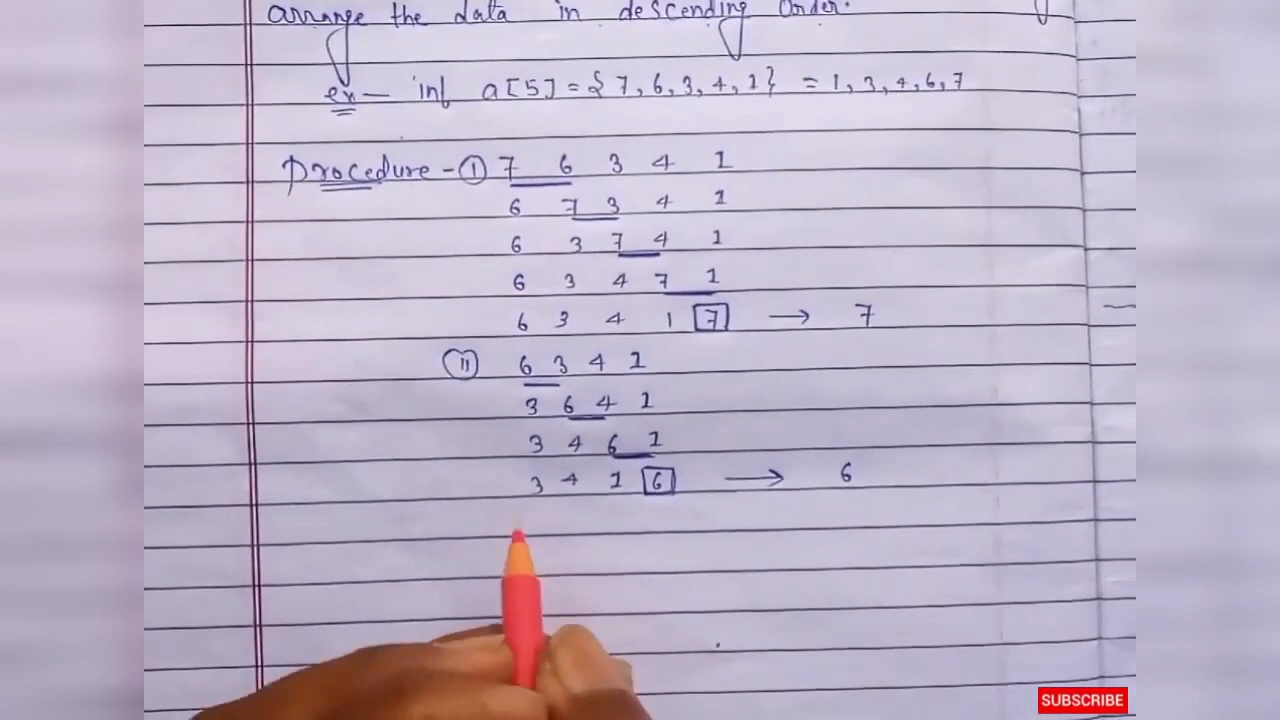 arrange the data in descending order.
ex — int a[5] = {7, 6, 3, 4, 1} = 1, 3, 4, 6, 7
Procedure - (I) 7 6 3 4 1
6 7 3 4 1
6 3 7 4 1
6 3 4 7 1
6 3 4 1 7 → 7
(II) 6 3 4 1
3 6 4 1
3 4 6 1
3 4 1 6 → 6
SUBSCRIBE